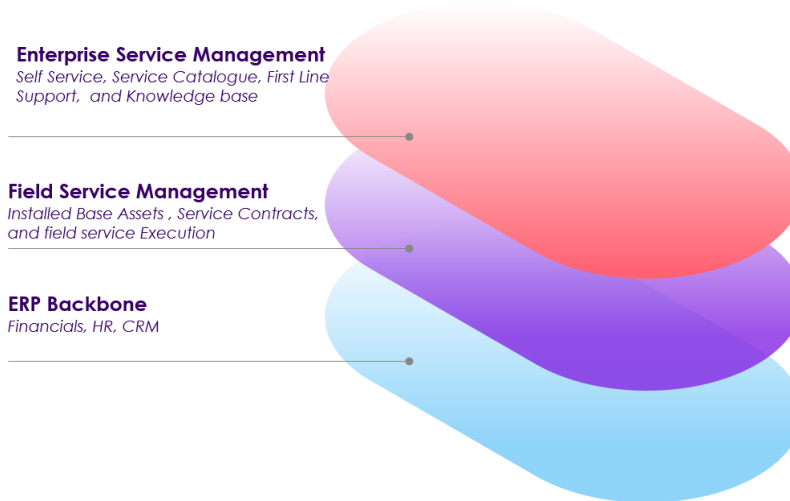 Enterprise Service Management
Self Service, Service Catalogue, First Line
Support,  and Knowledge base
Field Service Management
Installed Base Assets , Service Contracts,
and field service Execution
ERP Backbone
Financials, HR, CRM